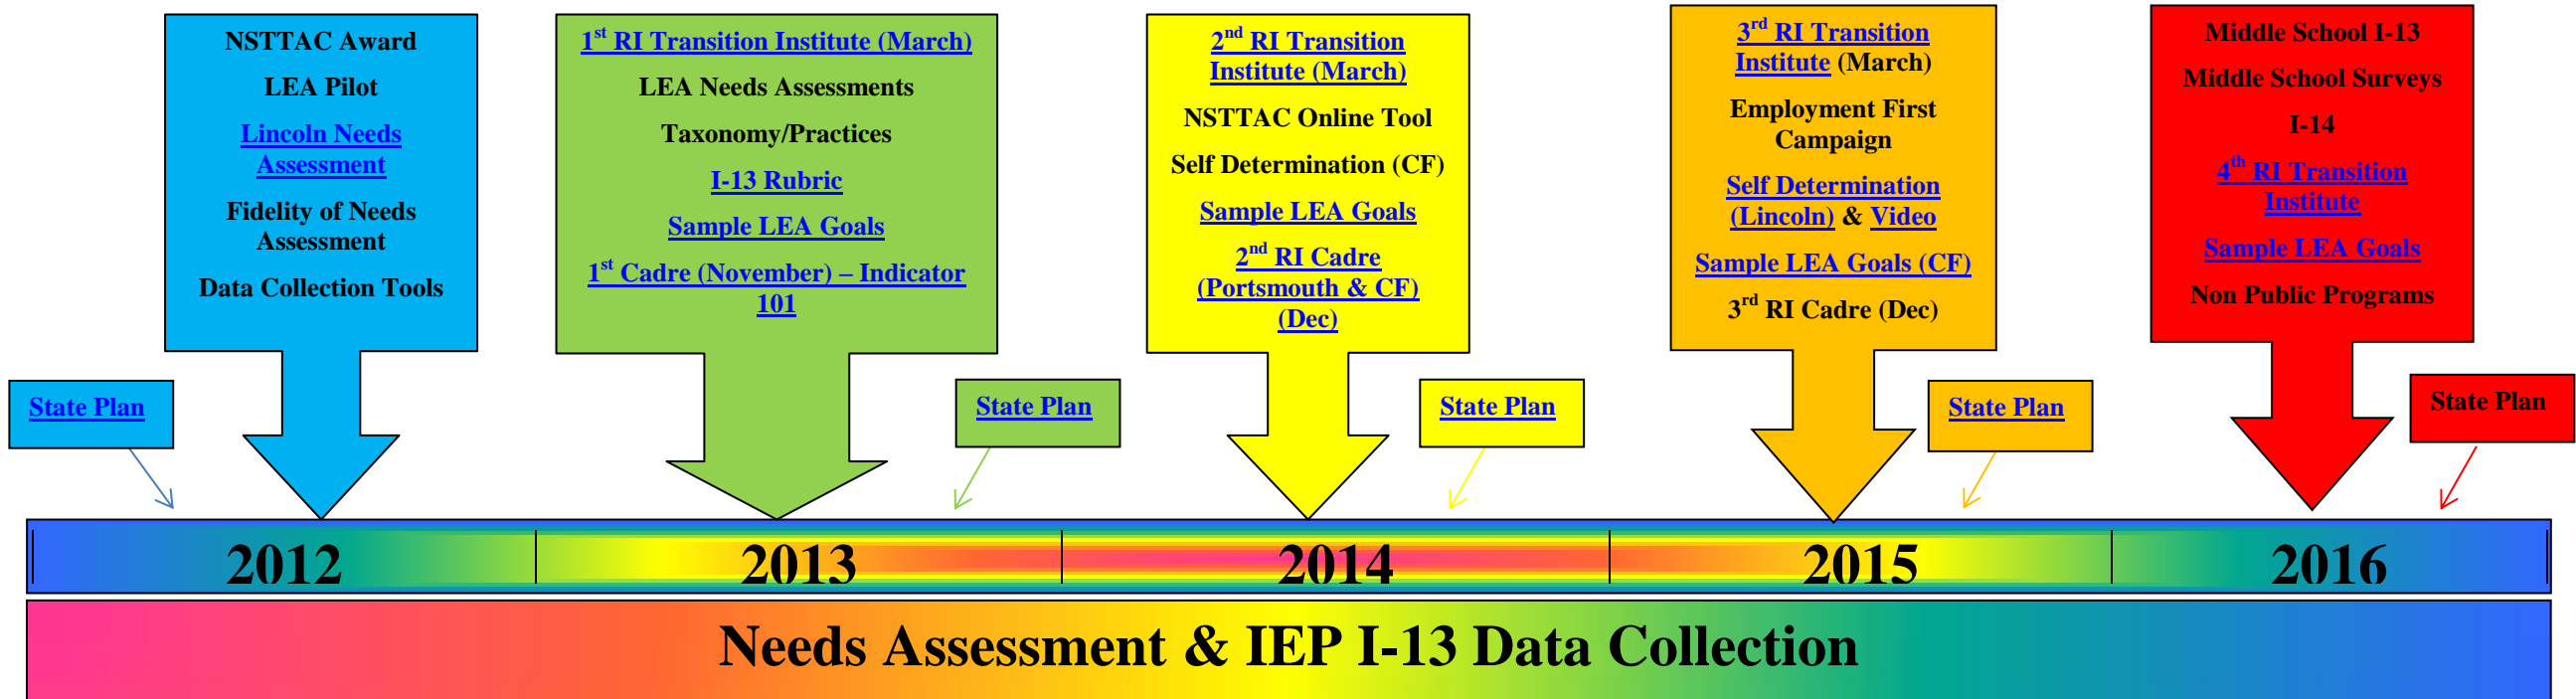 NSTTAC Award
LEA Pilot
Lincoln Needs
Assessment
Fidelity of Needs
Assessment
Data Collection Tools
1st RI Transition Institute (March)
LEA Needs Assessments
Taxonomy/Practices
I-13 Rubric
Sample LEA Goals
1st Cadre (November) – Indicator
101
2nd RI Transition
Institute (March)
NSTTAC Online Tool
Self Determination (CF)
Sample LEA Goals
2nd RI Cadre
(Portsmouth & CF)
(Dec)
3rd RI Transition
Institute (March)
Employment First
Campaign
Self Determination
(Lincoln) & Video
Sample LEA Goals (CF)
3rd RI Cadre (Dec)
Middle School I-13
Middle School Surveys
I-14
4th RI Transition
Institute
Sample LEA Goals
Non Public Programs
State Plan
State Plan
State Plan
State Plan
State Plan
2012
2013
2014
2015
2016
Needs Assessment & IEP I-13 Data Collection